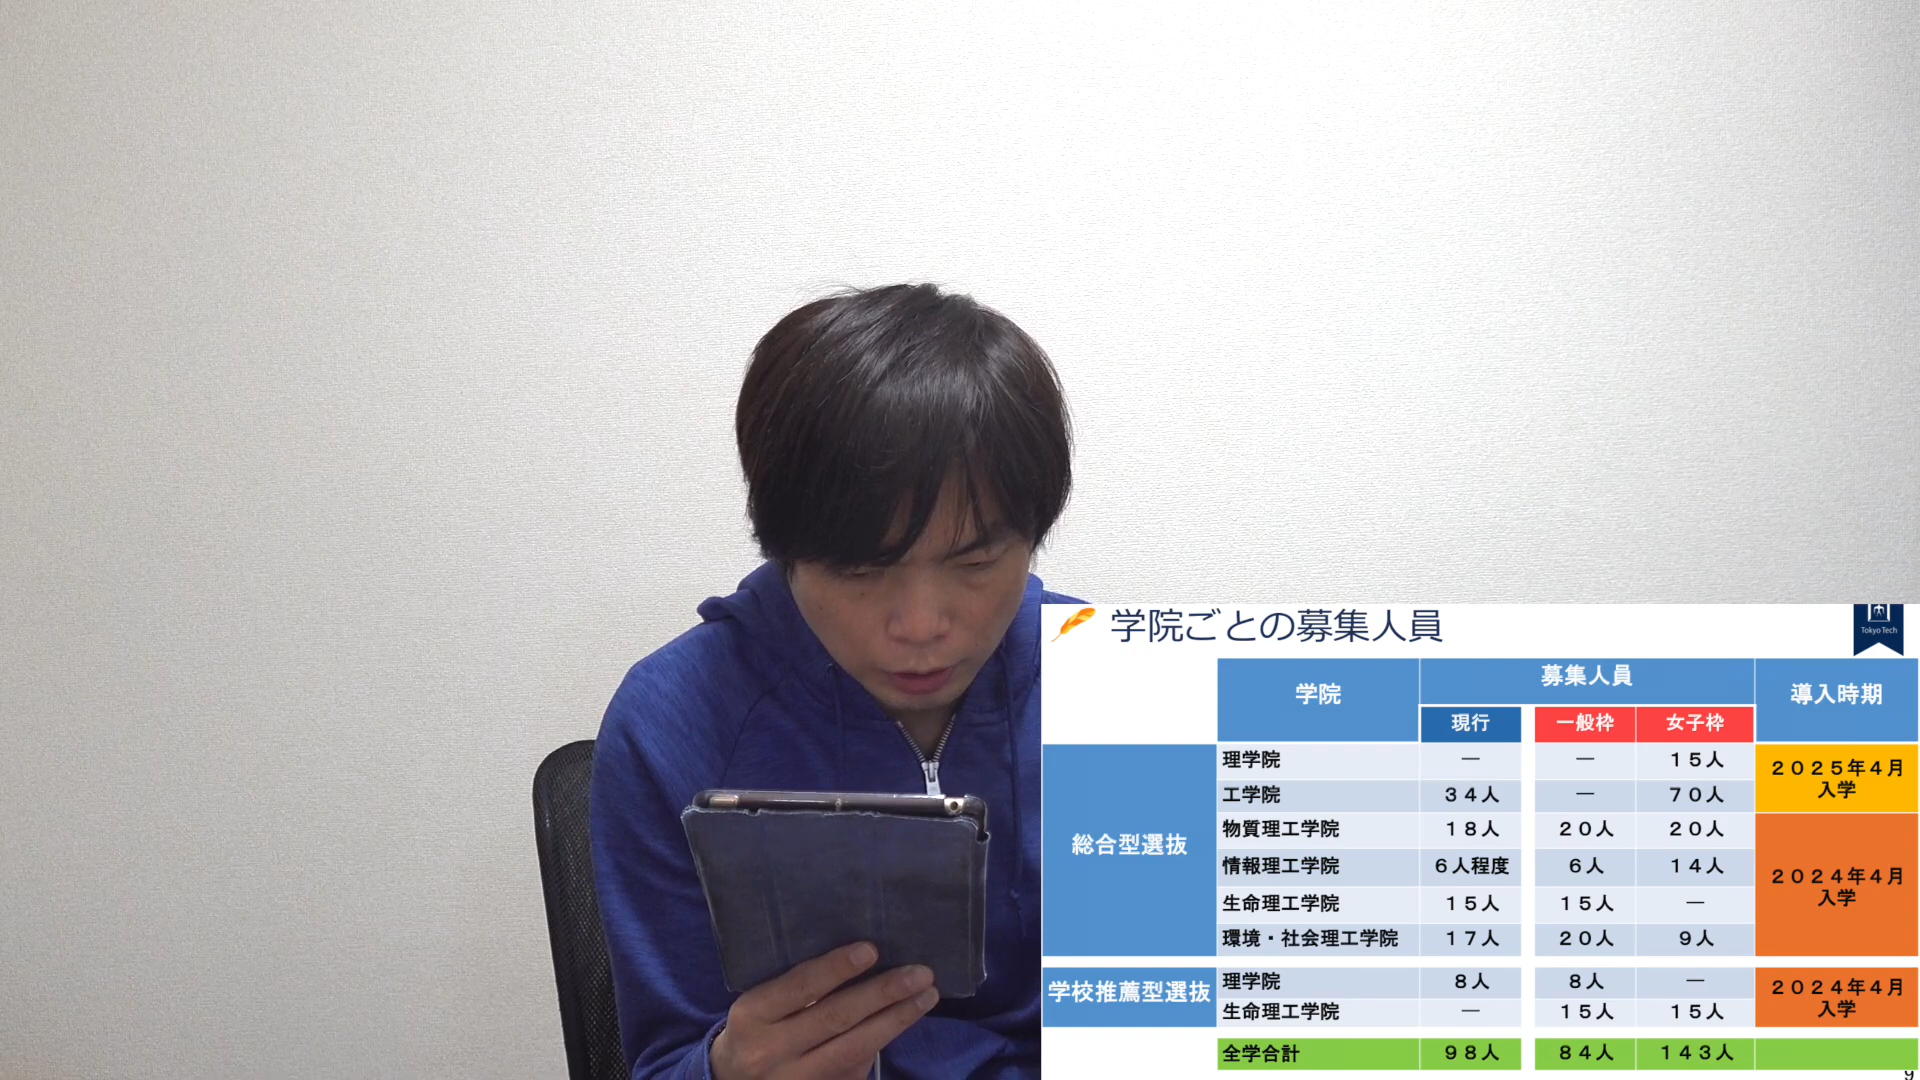 学院ごとの募集人員
Tokyo Tech
学院 募集人員 導入時期
現行 一般枠 女子枠
総合型選抜
理学院 — — 15人
工学院 34人 — 70人
2025年4月
入学
物質理工学院 18人 20人 20人
情報理工学院 6人程度 6人 14人
生命理工学院 15人 15人 —
環境・社会理工学院 17人 20人 9人
2024年4月
入学
学校推薦型選抜
理学院 8人 8人 —
生命理工学院 — 15人 15人
2024年4月
入学
全学合計 98人 84人 143人
9